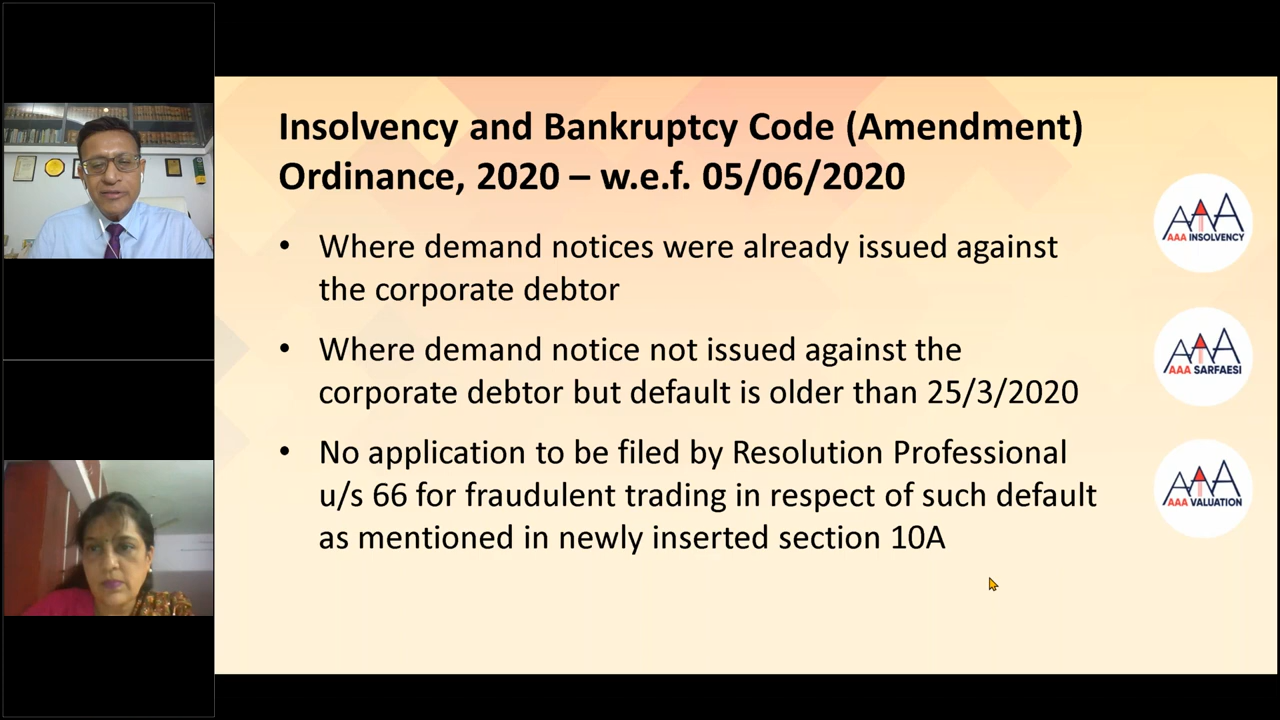 Insolvency and Bankruptcy Code (Amendment)
Ordinance, 2020 – w.e.f. 05/06/2020
• Where demand notices were already issued against
the corporate debtor
• Where demand notice not issued against the
corporate debtor but default is older than 25/3/2020
• No application to be filed by Resolution Professional
u/s 66 for fraudulent trading in respect of such default
as mentioned in newly inserted section 10A
AAA
AAA INSOLVENCY
AAA
AAA SARFAESI
AAA
AAA VALUATION